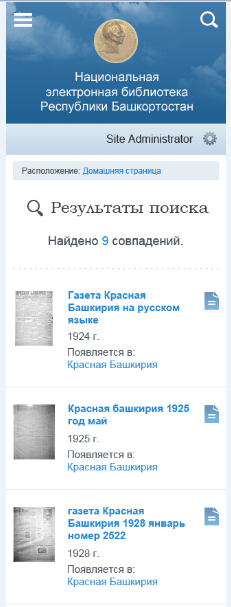 Национальная
электронная библиотека
Республики Башкортостан
Site Administrator
Расположение: Домашняя страница
Результаты поиска
Найдено 9 совпадений.
Газета Красная
Башкирия на русском
языке
1924 г.
Появляется в:
Красная Башкирия
Красная башкирия 1925
год май
1925 г.
Появляется в:
Красная Башкирия
газета Красная
Башкирия 1928 январь
номер 2522
1928 г.
Появляется в:
Красная Башкирия